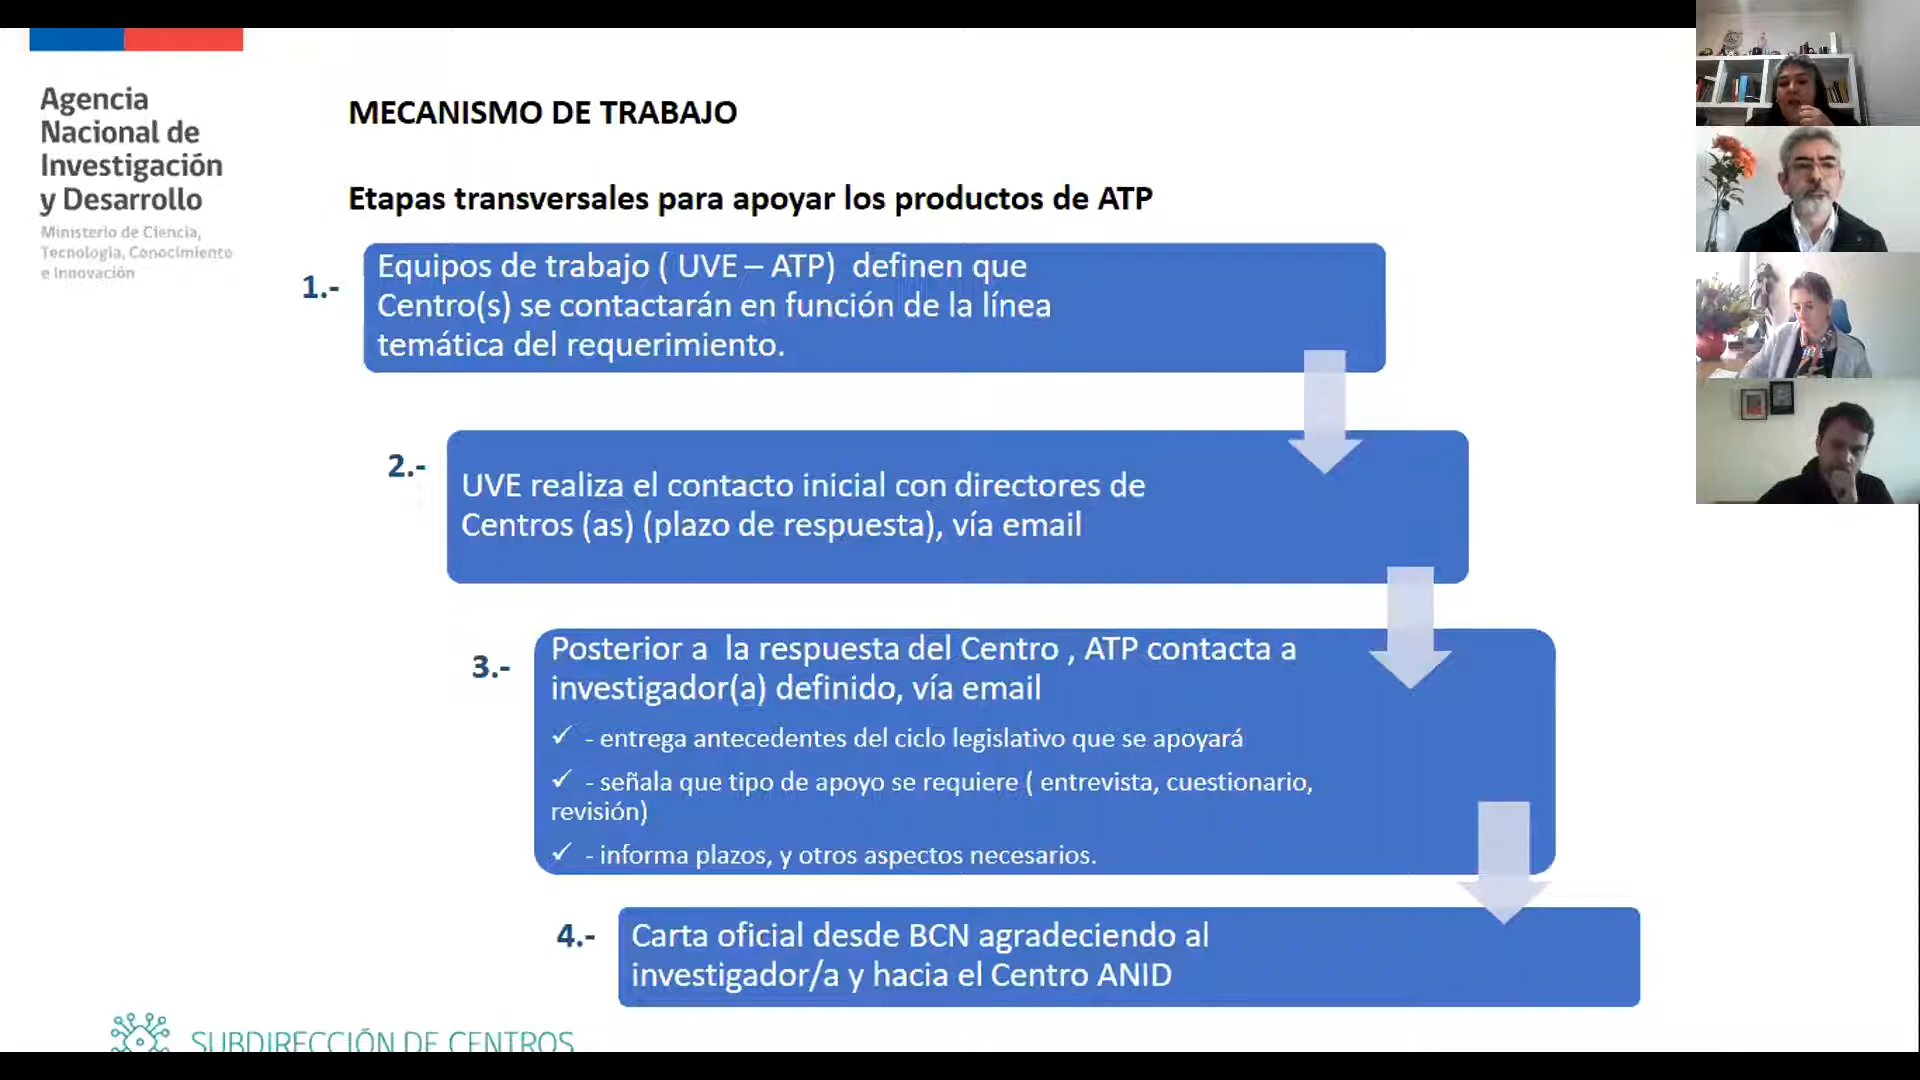 Agencia
Nacional de
Investigación
y Desarrollo
Ministerio de Ciencia,
Tecnología, Conocimiento
e Innovación
MECANISMO DE TRABAJO
Etapas transversales para apoyar los productos de ATP
1.-
Equipos de trabajo ( UVE – ATP) definen que
Centro(s) se contactarán en función de la línea
temática del requerimiento.
2.-
UVE realiza el contacto inicial con directores de
Centros (as) (plazo de respuesta), vía email
3.-
Posterior a la respuesta del Centro , ATP contacta a
investigador(a) definido, vía email
✓ - entrega antecedentes del ciclo legislativo que se apoyará
✓ - señala que tipo de apoyo se requiere ( entrevista, cuestionario,
revisión)
✓ - informa plazos, y otros aspectos necesarios.
4.-
Carta oficial desde BCN agradeciendo al
investigador/a y hacia el Centro ANID
SUBDIRECCIÓN DE CENTROS